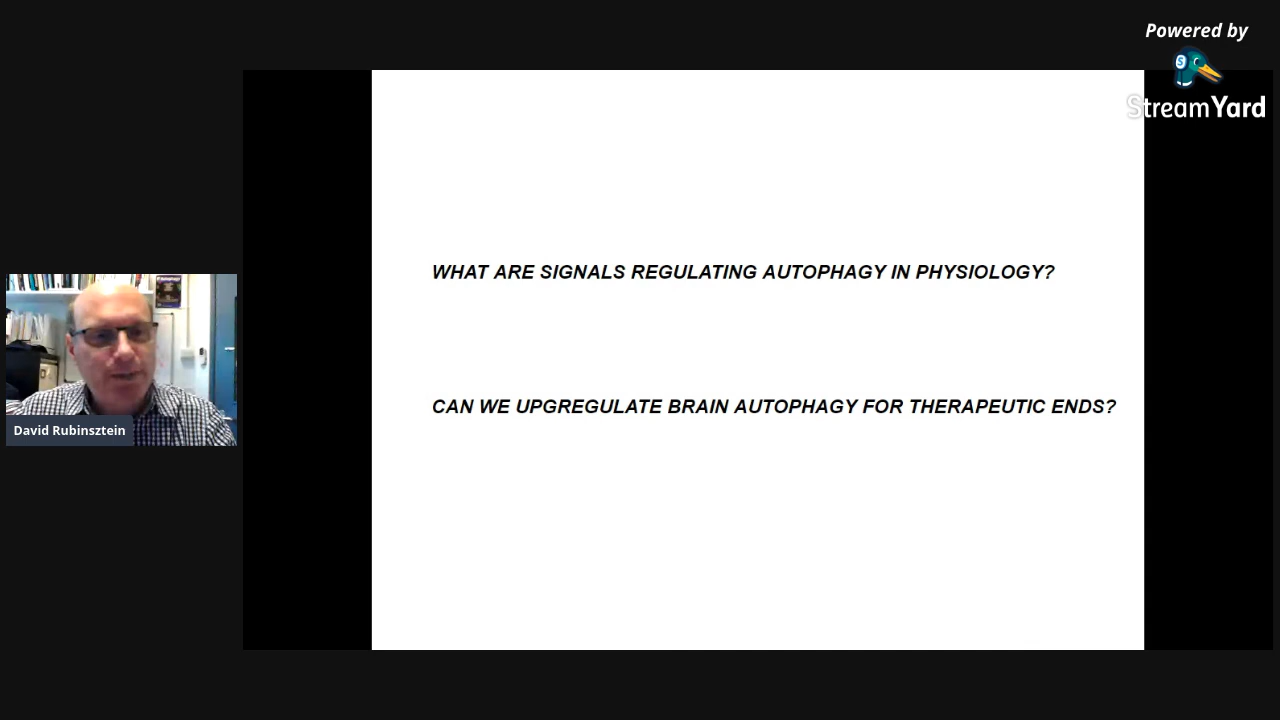 Powered by
StreamYard
WHAT ARE SIGNALS REGULATING AUTOPHAGY IN PHYSIOLOGY?
CAN WE UPGREGULATE BRAIN AUTOPHAGY FOR THERAPEUTIC ENDS?
David Rubinsztein